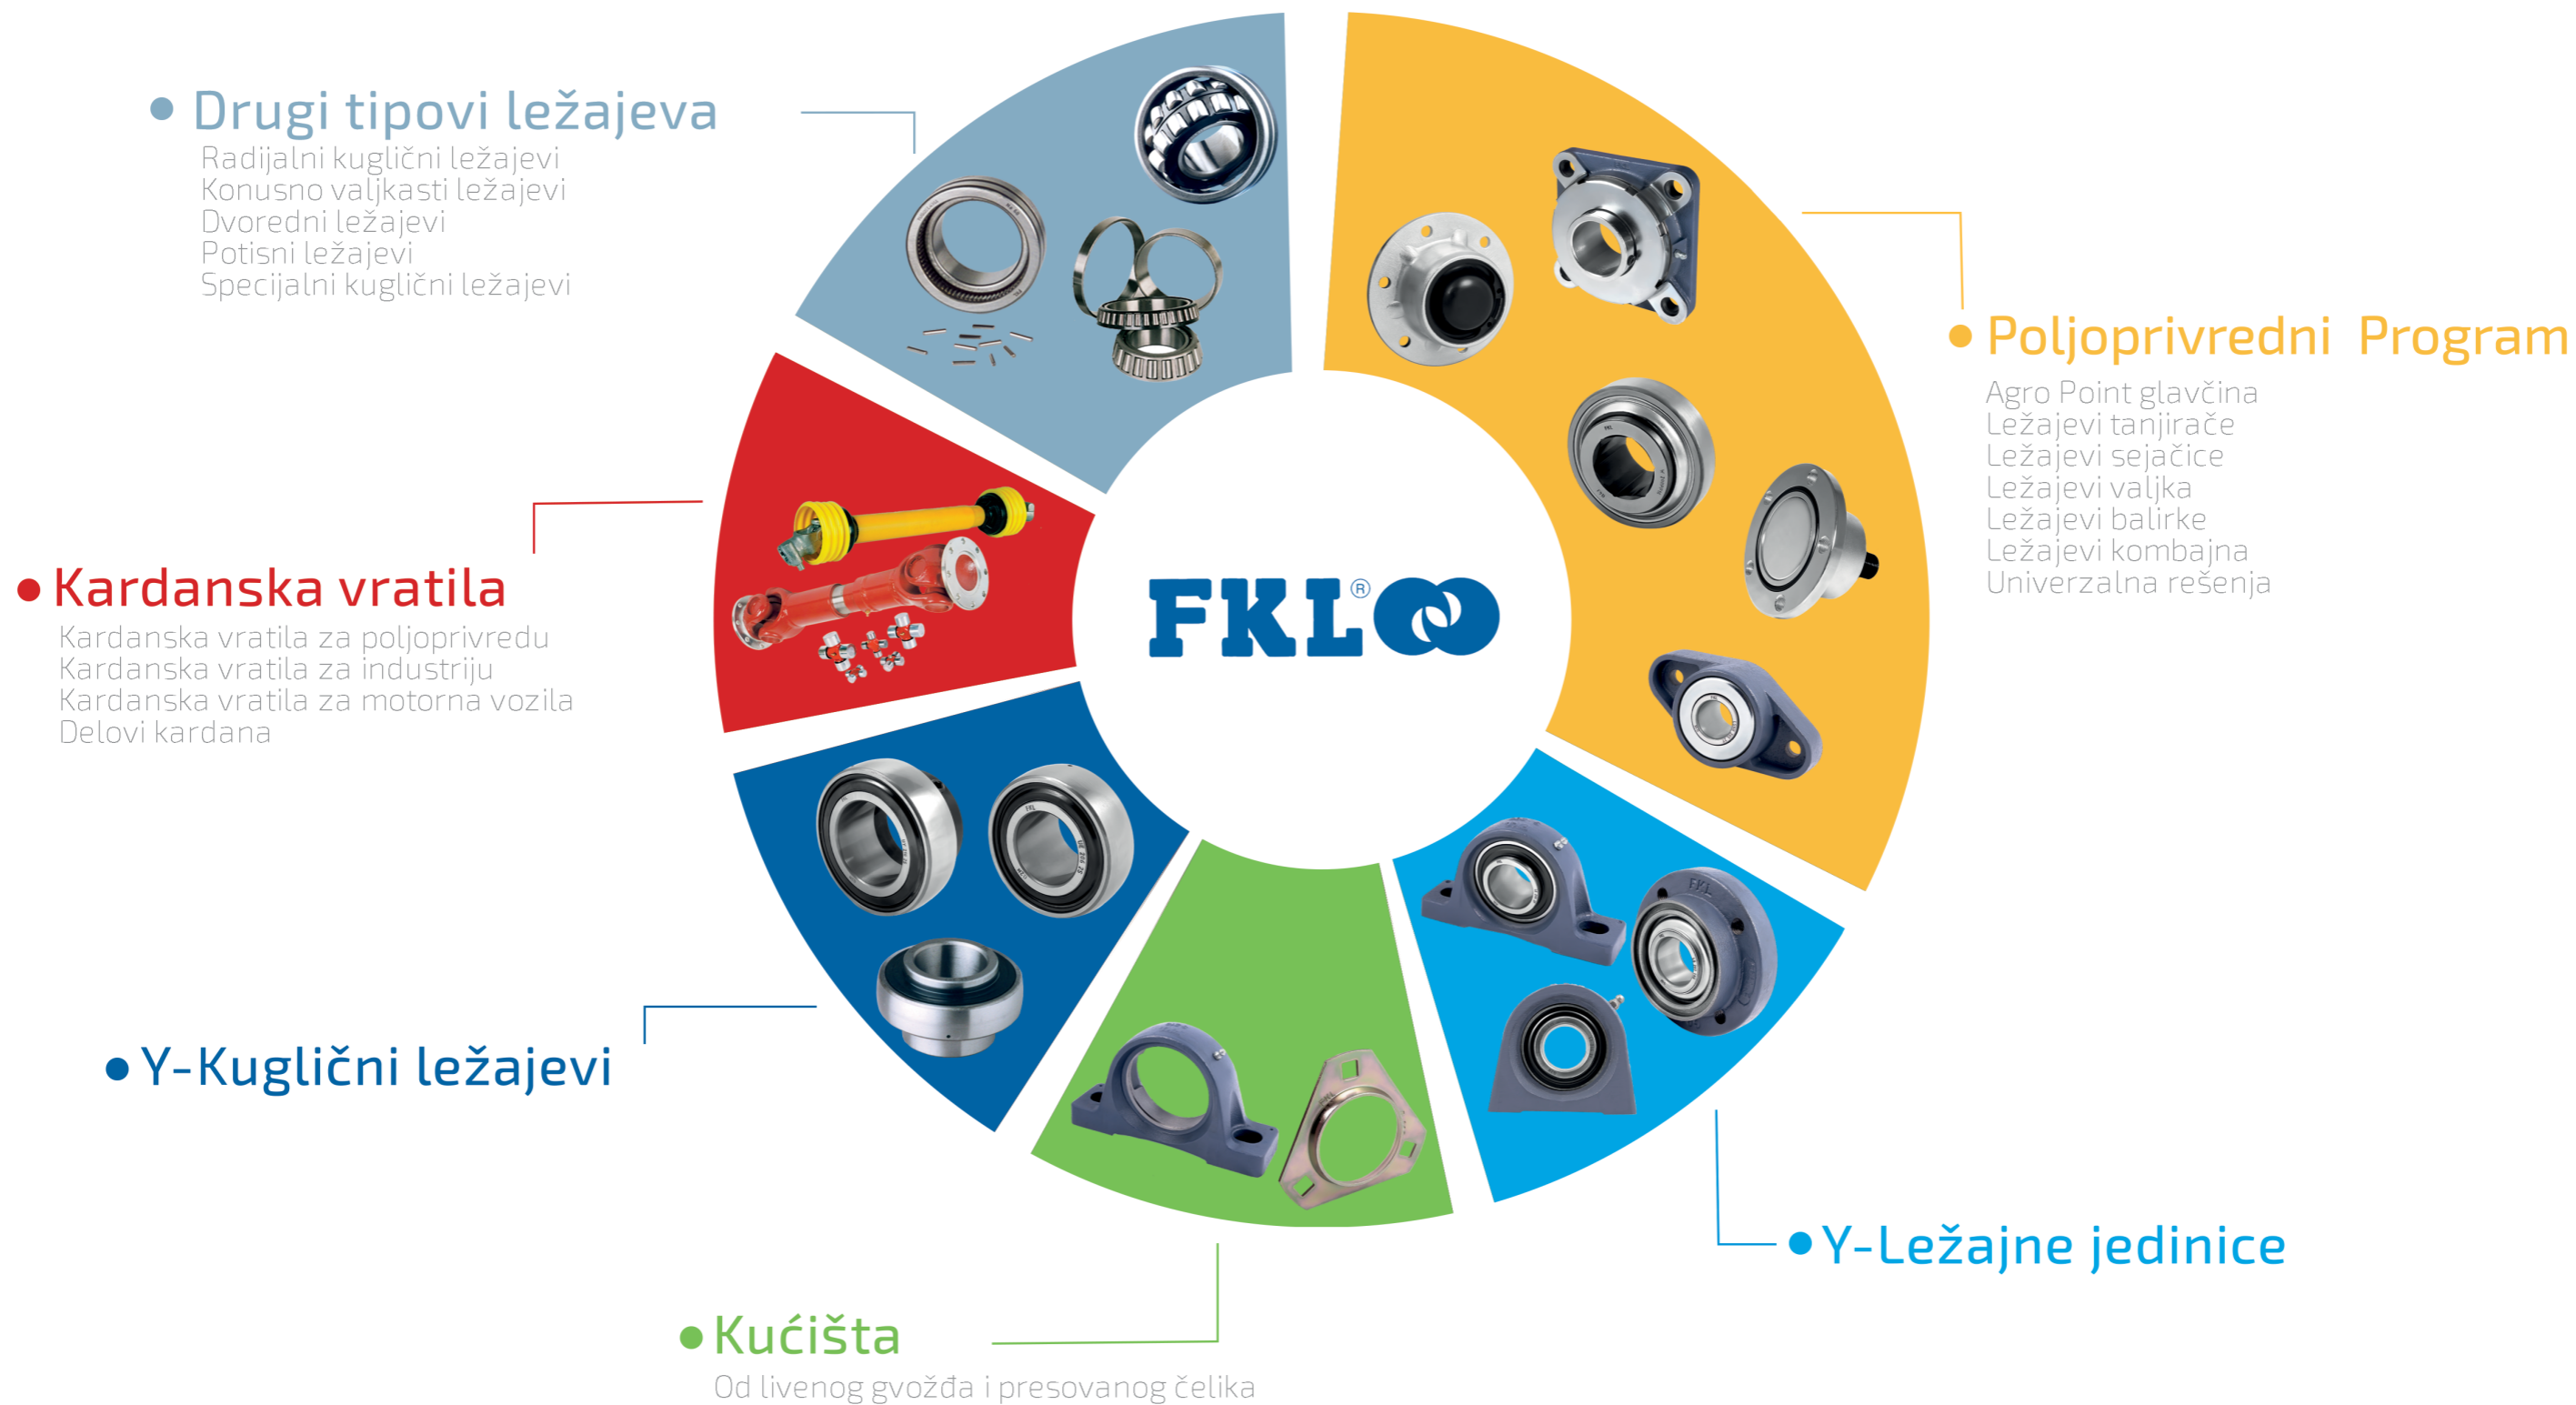 Drugi tipovi ležajeva
Radijalni kuglični ležajevi
Konusno valjkasti ležajevi
Dvoredni ležajevi
Potisni ležajevi
Specijalni kuglični ležajevi
Poljoprivredni Program
Agro Point glavčina
Ležajevi tanjirače
Ležajevi sejačice
Ležajevi valjka
Ležajevi balirke
Ležajevi kombajna
Univerzalna rešenja
Kardanska vratila
Kardanska vratila za poljoprivredu
Kardanska vratila za industriju
Kardanska vratila za motorna vozila
Delovi kardana
FKL®
Y-Kuglični ležajevi
Y-Ležajne jedinice
Kućišta
Od livenog gvožđa i presovanog čelika